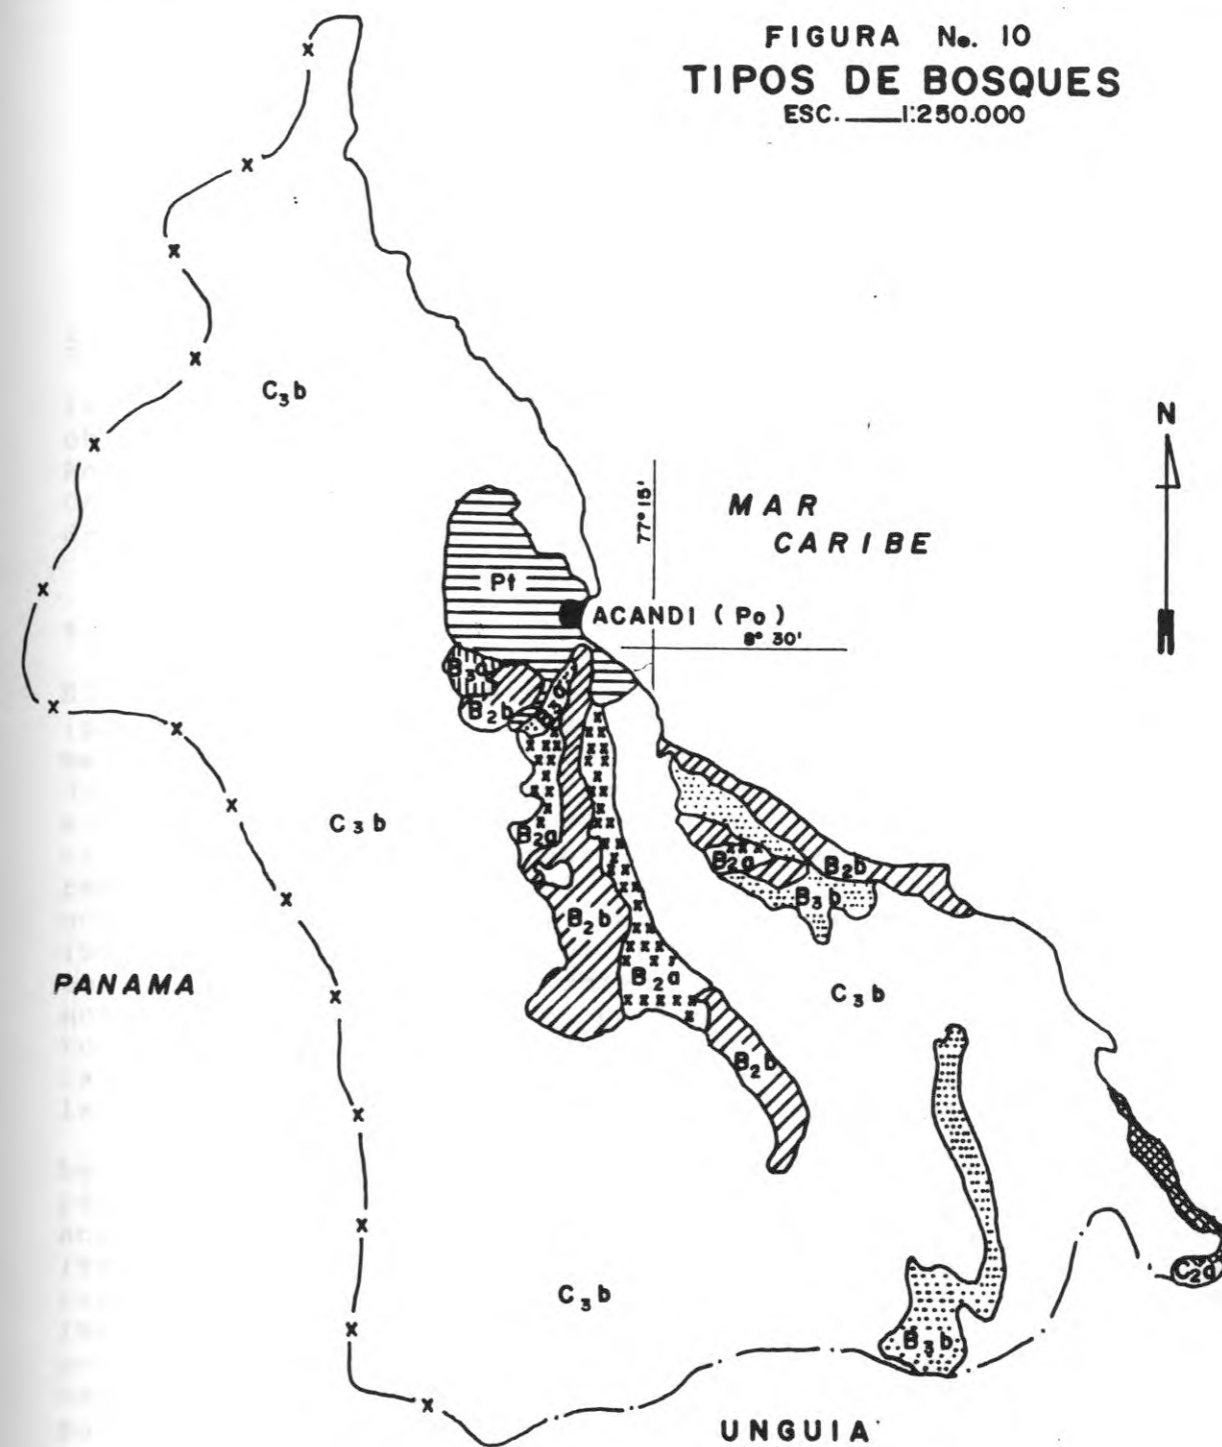 FIGURA No. 10
TIPOS DE BOSQUES
ESC. 1:250.000
C₃b
N
77° 15'
MAR
CARIBE
Pt
ACANDI (Po)
8° 30'
B₃a
B₂b
C₃b
B₂a
B₂a
B₂b
B₃b
B₂b
B₂a
C₃b
PANAMA
B₂b
C₃b
C₂a
B₃b
UNGUIA